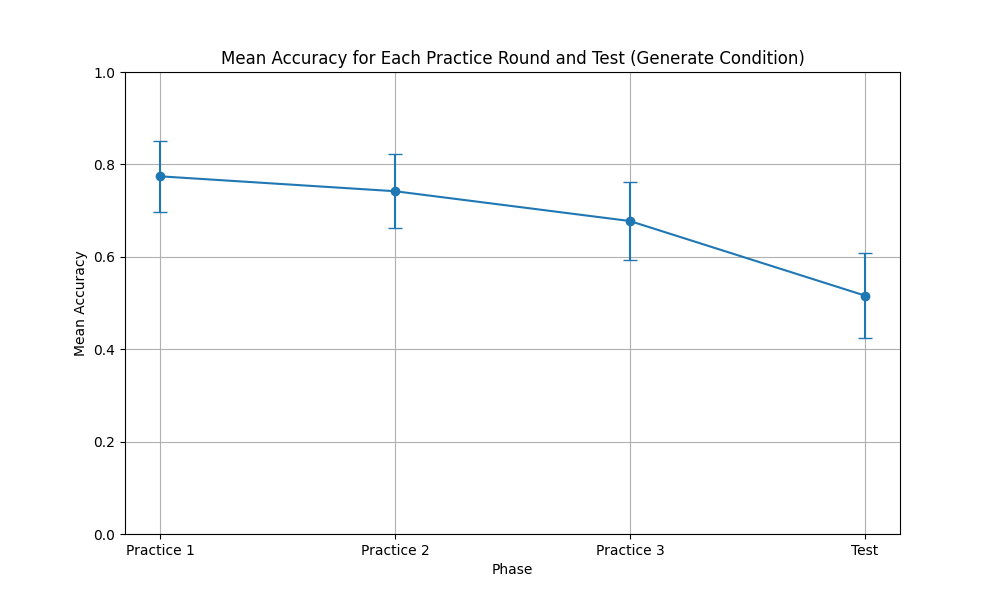 Mean Accuracy for Each Practice Round and Test (Generate Condition)
1.0
0.8
0.6
0.4
0.2
0.0
Mean Accuracy
Practice 1
Practice 2
Practice 3
Test
Phase